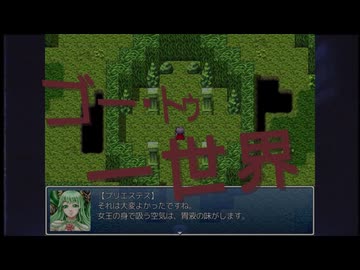 ゴー・トゥ
一世界
【プリエステス】
それは大変よかったですね。
女王の身で吸う空気は、胃液の味がします。